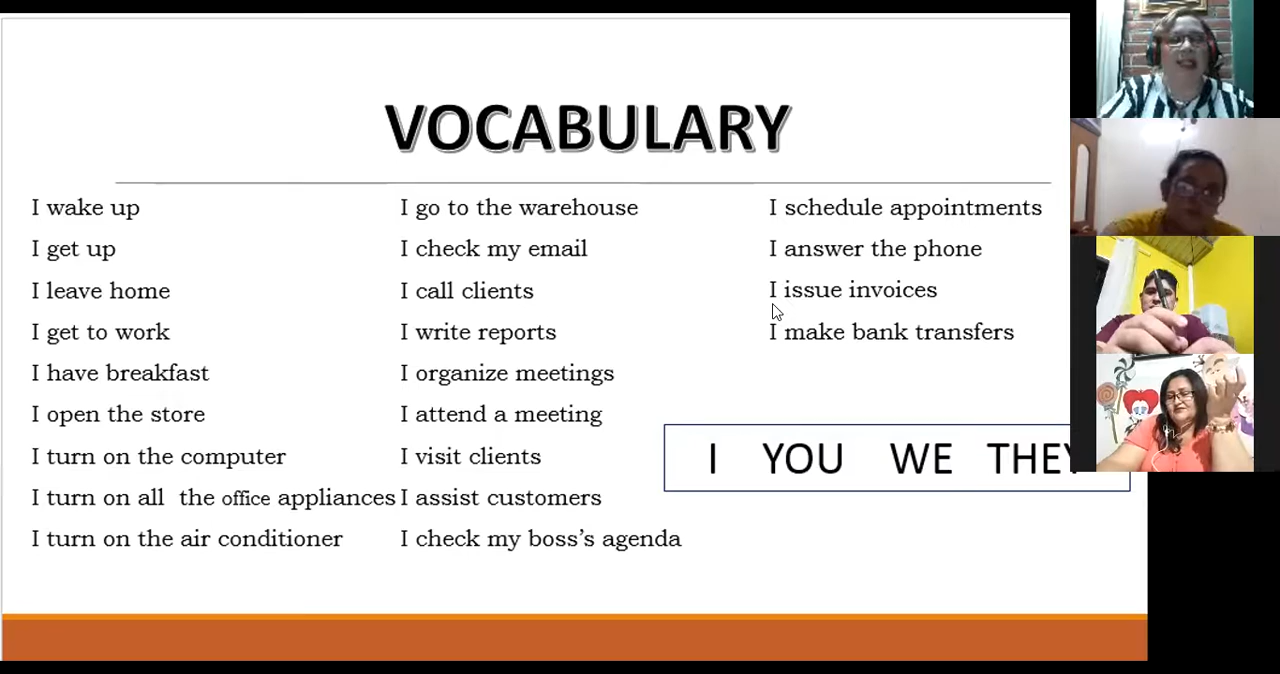 VOCABULARY
I wake up
I get up
I leave home
I get to work
I have breakfast
I open the store
I turn on the computer
I turn on all the office appliances
I turn on the air conditioner
I go to the warehouse
I check my email
I call clients
I write reports
I organize meetings
I attend a meeting
I visit clients
I assist customers
I check my boss's agenda
I schedule appointments
I answer the phone
I issue invoices
I make bank transfers
I YOU WE THEY